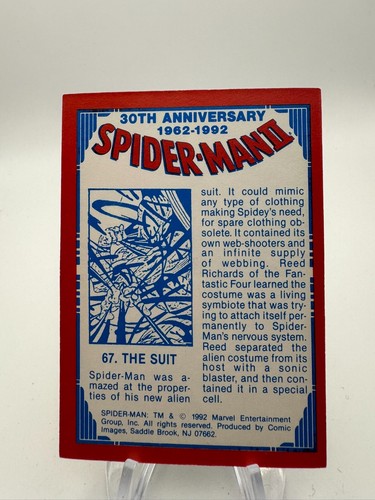 30TH ANNIVERSARY
1962-1992
SPIDER-MAN II
67. THE SUIT
Spider-Man was a-
mazed at the proper-
ties of his new alien
suit. It could mimic
any type of clothing
making Spidey's need,
for spare clothing ob-
solete. It contained its
own web-shooters and
an infinite supply
of webbing. Reed
Richards of the Fan-
tastic Four learned the
costume was a living
symbiote that was try-
ing to attach itself per-
manently to Spider-
Man's nervous system.
Reed separated the
alien costume from its
host with a sonic
blaster, and then con-
tained it in a special
cell.
SPIDER-MAN: TM & © 1992 Marvel Entertainment
Group, Inc. All rights reserved. Produced by Comic
Images, Saddle Brook, NJ 07662.